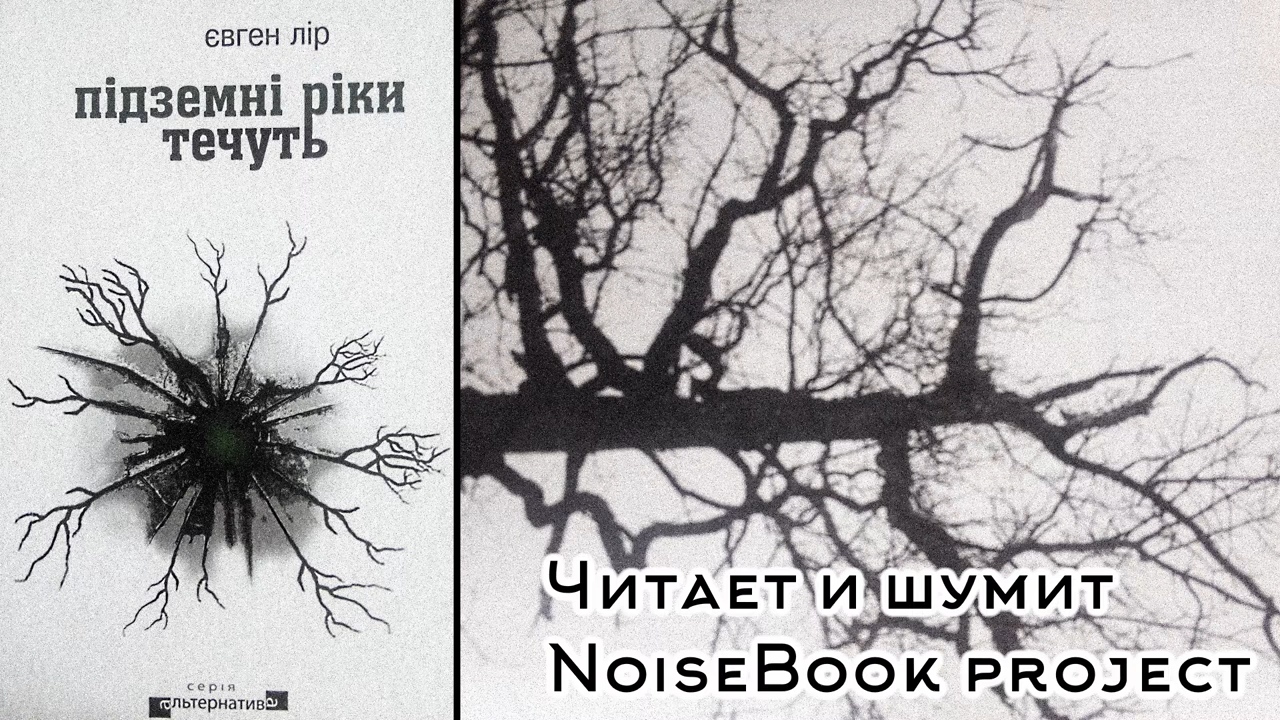 євген лір
підземні ріки
течуть
серія
альтернатива
Читает и шумит
NoiseBook project